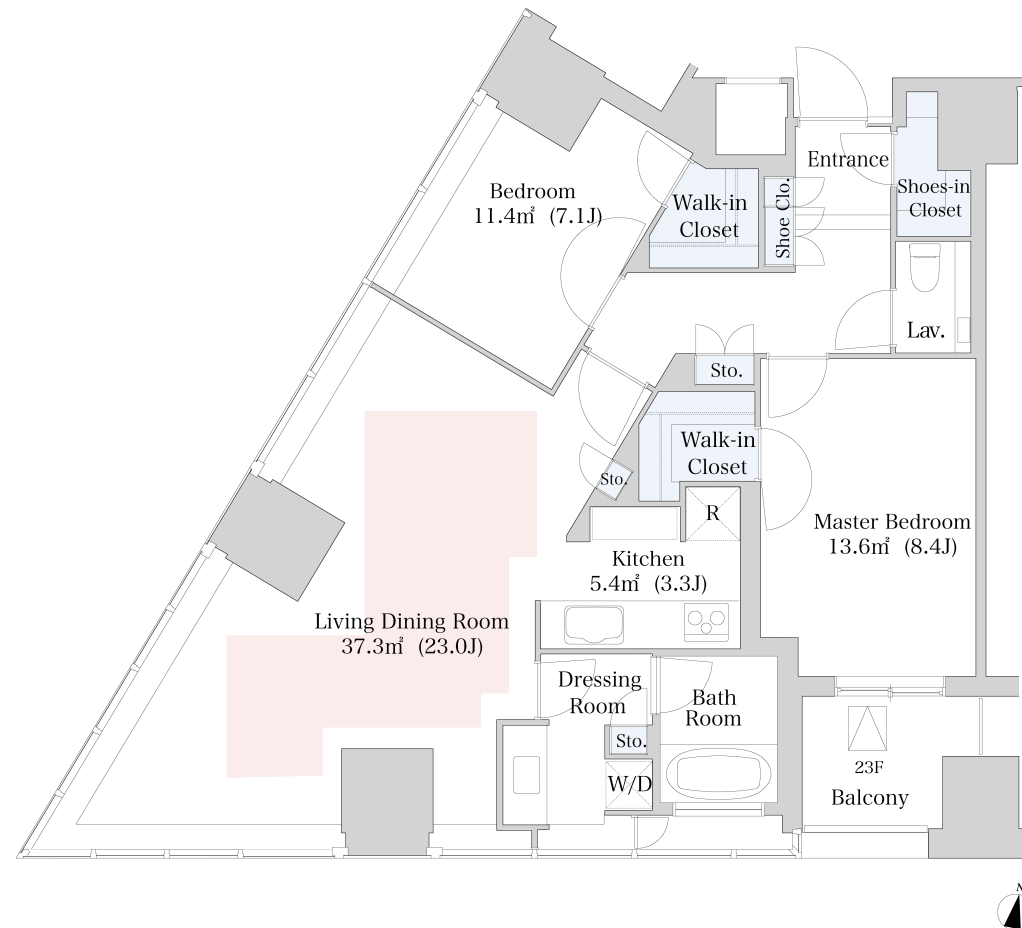 Entrance
Bedroom
11.4㎡ (7.1J)
Walk-in
Closet
Shoe Clo.
Shoes-in
Closet
Lav.
Sto.
Walk-in
Closet
Sto.
R
Master Bedroom
13.6㎡ (8.4J)
Kitchen
5.4㎡ (3.3J)
Living Dining Room
37.3㎡ (23.0J)
Dressing
Room
Bath
Room
Sto.
W/D
23F
Balcony
N